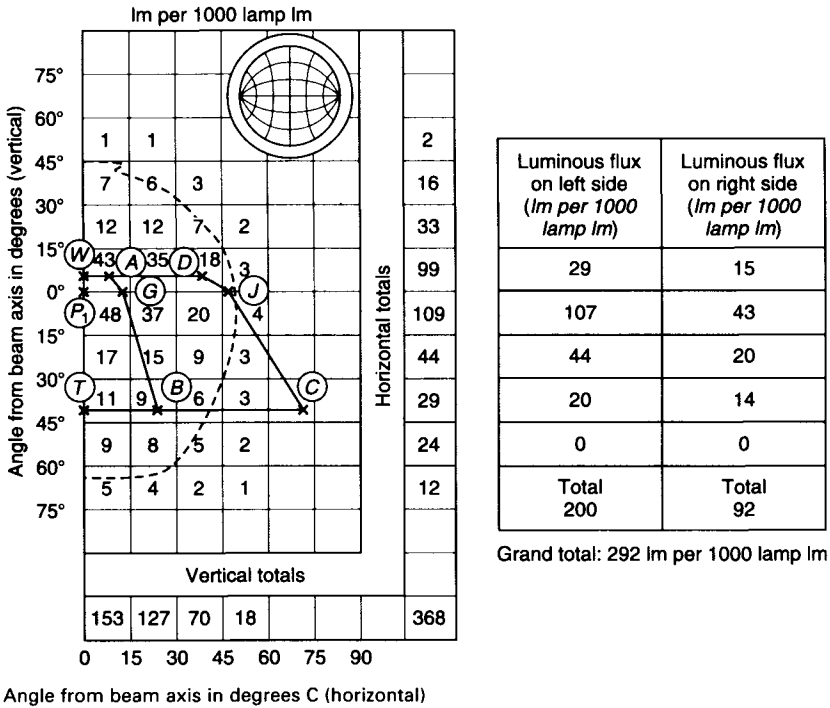 lm per 1000 lamp lm
Angle from beam axis in degrees (vertical)
75°
60°
1 1 2
45°
7 6 3 16
30°
12 12 7 2 33
15°
W 43 A 35 D 18 3 99
0° G J
P1 48 37 20 4 109
15°
17 15 9 3 44
30°
T B C
11 9 6 3 29
45°
9 8 5 2 24
60°
5 4 2 1 12
75°
Horizontal totals
Vertical totals
153 127 70 18 368
0 15 30 45 60 75 90
Angle from beam axis in degrees C (horizontal)
Luminous flux
on left side
(lm per 1000
lamp lm)
Luminous flux
on right side
(lm per 1000
lamp lm)
29 15
107 43
44 20
20 14
0 0
Total Total
200 92
Grand total: 292 lm per 1000 lamp lm